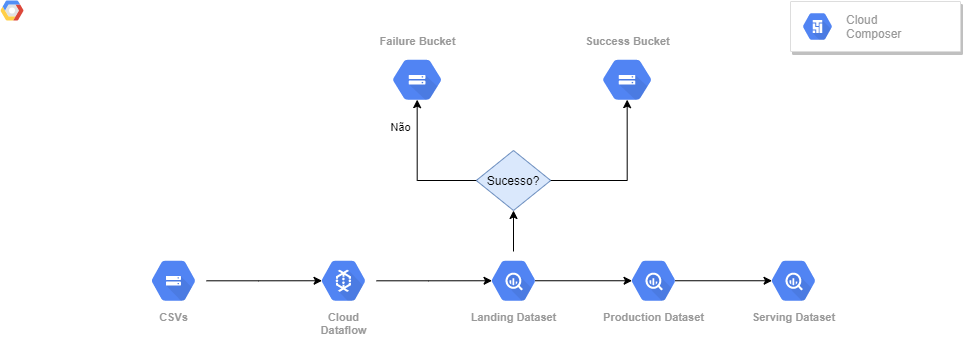 Cloud
Composer
Failure Bucket
Success Bucket
Não
Sucesso?
CSVs
Cloud
Dataflow
Landing Dataset
Production Dataset
Serving Dataset